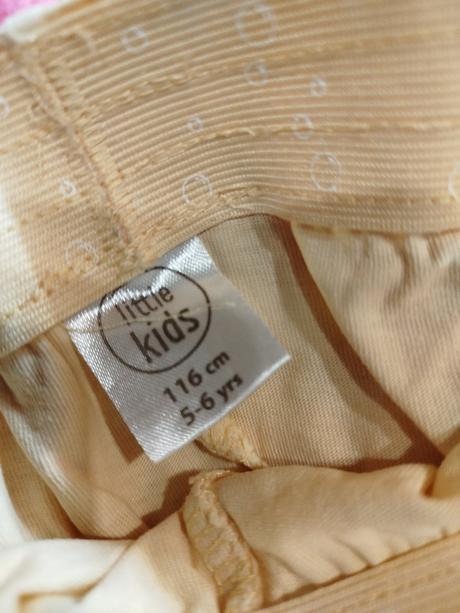 little
kids
116 cm
5-6 yrs